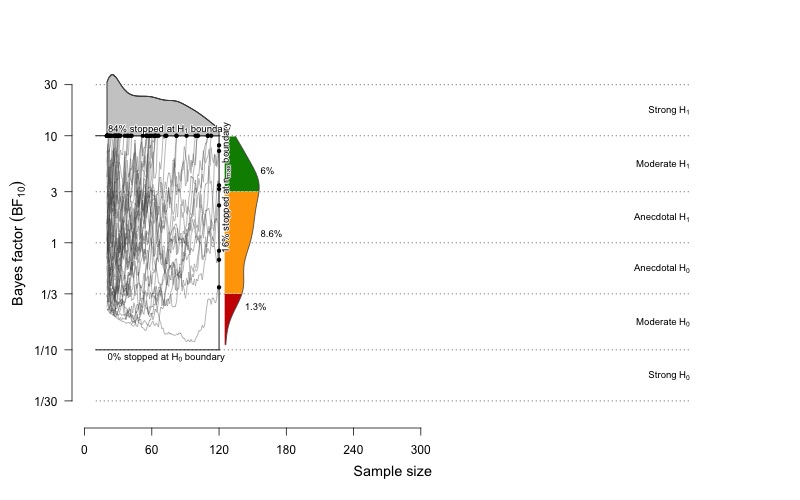 30
Strong H₁
84% stopped at H₁ bounda
10
Moderate H₁
6%
16% stopped at n_max boundary
3
Anecdotal H₁
8.6%
1
Anecdotal H₀
1/3
1.3%
Moderate H₀
1/10
0% stopped at H₀ boundary
Strong H₀
1/30
Bayes factor (BF₁₀)
0 60 120 180 240 300
Sample size